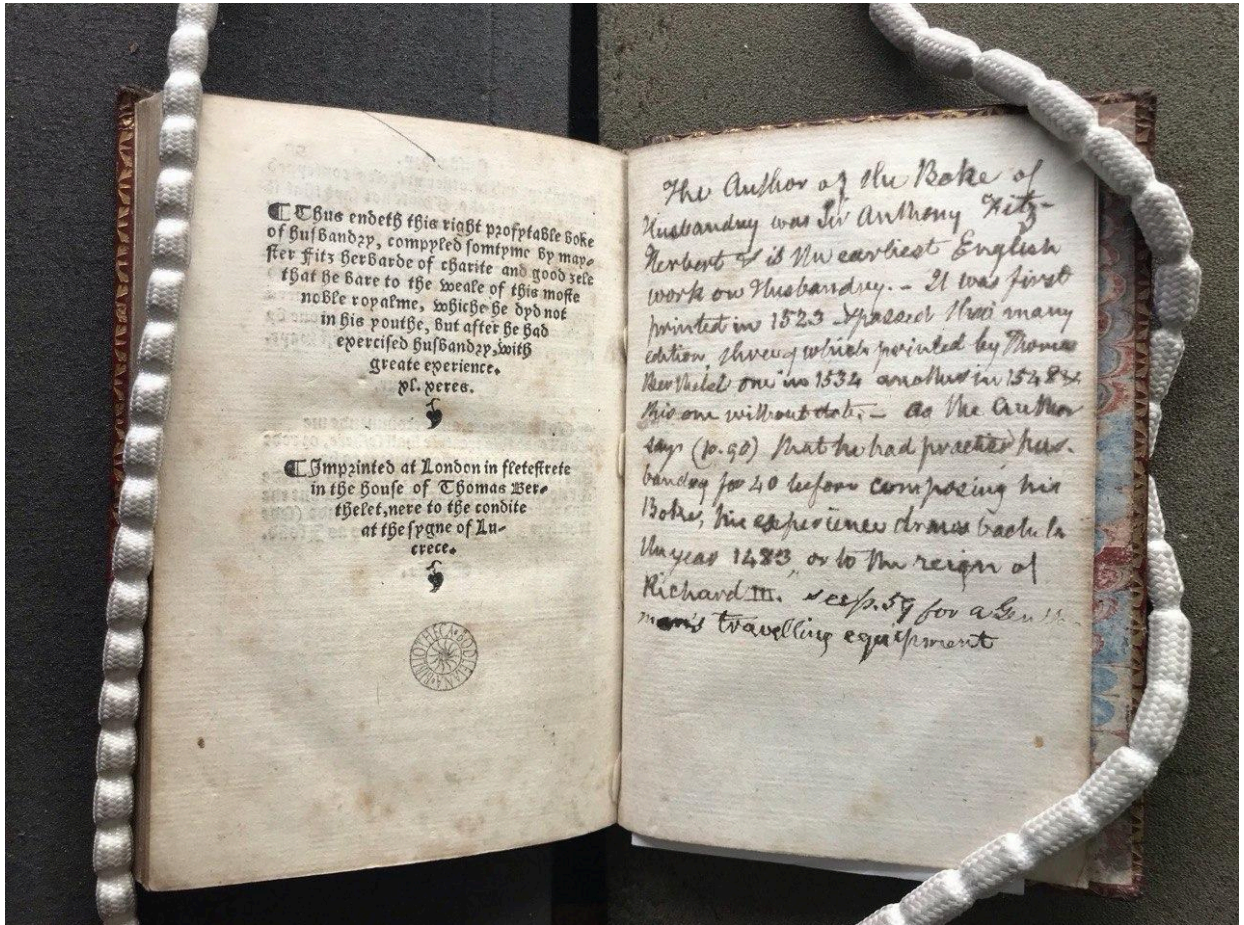 ¶ Thus endeth this right profytable boke
of husbandry, compyled somtyme by may-
ster Fitz herbarde of charite and good zele
that he bare to the weale of this moste
noble royalme, whiche he dyd not
in his youthe, but after he had
exercised husbandry, with
greate experience.
xl. yeres.
¶ Imprinted at London in fletestrete
in the house of Thomas Ber-
thelet, nere to the condite
at the sygne of Lu-
crece.
BIBLIOTHECA BODLEIANA
The Author of the Boke of
Husbandry was Sir Anthony Fitz-
Herbert & is the earliest English
work on Husbandry. - It was first
printed in 1523 & passed thro' many
edition, three of which printed by Thomas
Berthelet one in 1534 another in 1548 &
this one without date. - As the Author
says (p. 90) that he had practised hus-
bandry for 40 before composing his
Boke, his experience draws back to
the year 1483, or to the reign of
Richard III. see p. 59 for a Gentle
man's travelling equipment